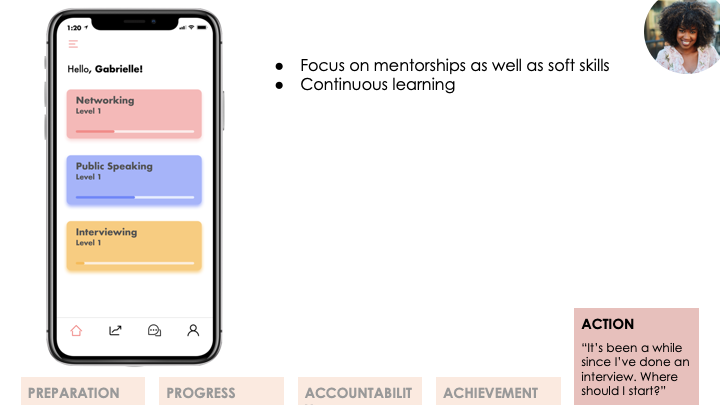 1:20
Hello, Gabrielle!
Networking
Level 1
Public Speaking
Level 1
Interviewing
Level 1
● Focus on mentorships as well as soft skills
● Continuous learning
PREPARATION
PROGRESS
ACCOUNTABILIT
ACHIEVEMENT
ACTION
“It’s been a while
since I’ve done an
interview. Where
should I start?”